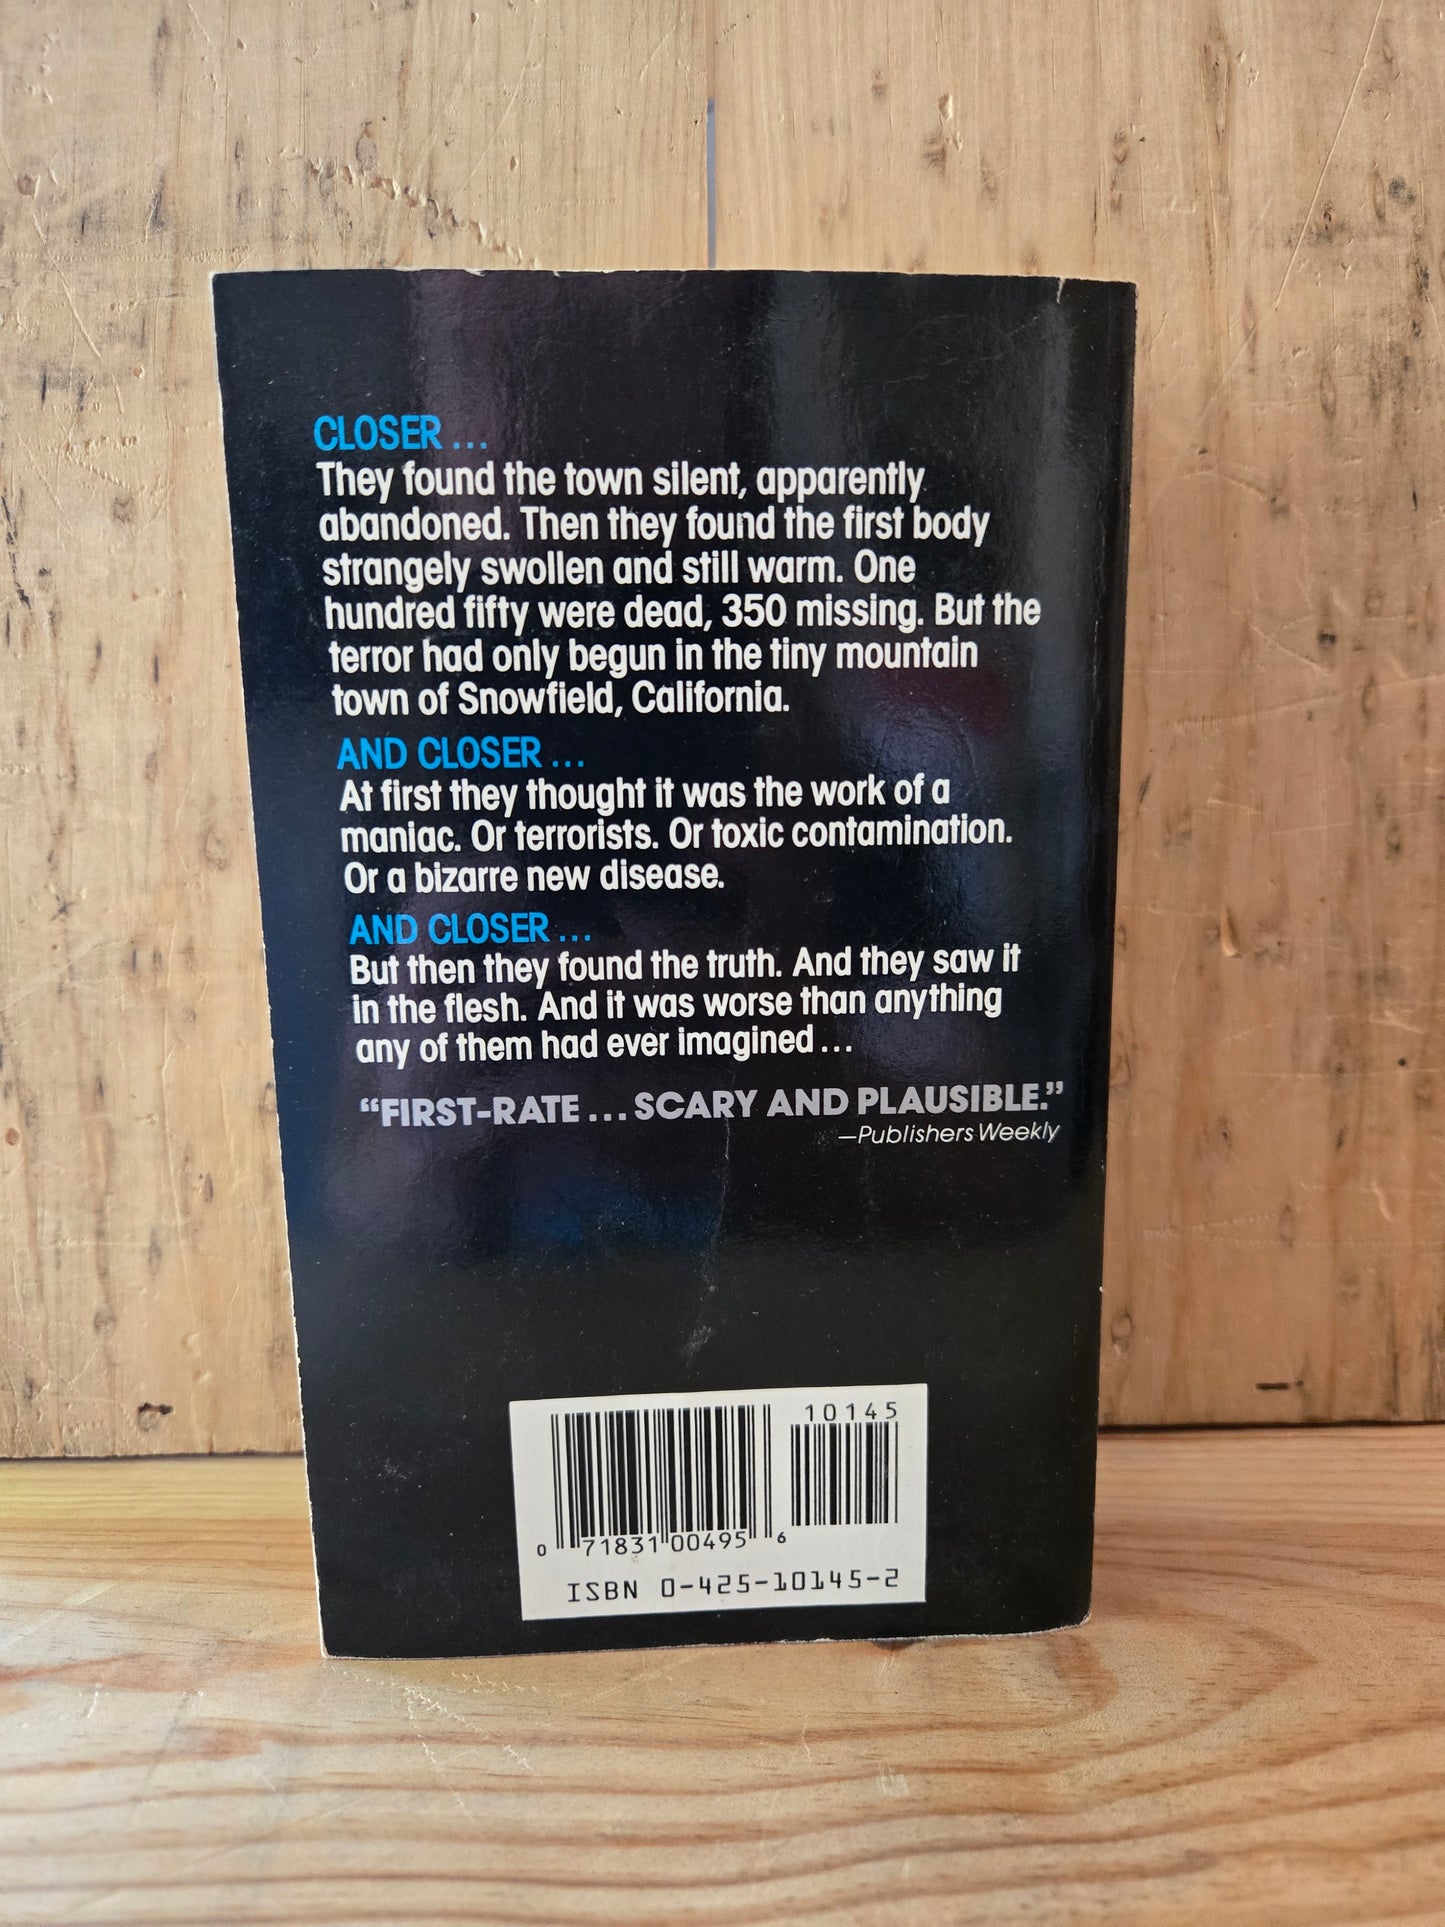 CLOSER ...
They found the town silent, apparently
abandoned. Then they found the first body
strangely swollen and still warm. One
hundred fifty were dead, 350 missing. But the
terror had only begun in the tiny mountain
town of Snowfield, California.
AND CLOSER ...
At first they thought it was the work of a
maniac. Or terrorists. Or toxic contamination.
Or a bizarre new disease.
AND CLOSER ...
But then they found the truth. And they saw it
in the flesh. And it was worse than anything
any of them had ever imagined ...
“FIRST-RATE ... SCARY AND PLAUSIBLE.”
—Publishers Weekly
10145
0 71831 00495 6
ISBN 0-425-10145-2